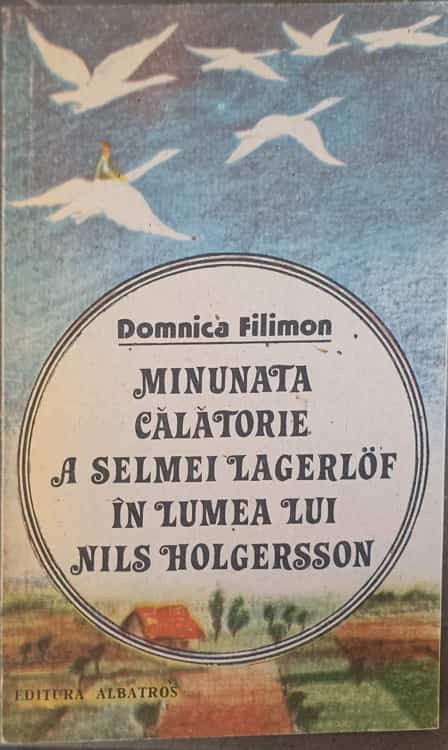 Domnica Filimon
MINUNATA
CĂLĂTORIE
A SELMEI LAGERLÖF
ÎN LUMEA LUI
NILS HOLGERSSON
EDITURA ALBATROS